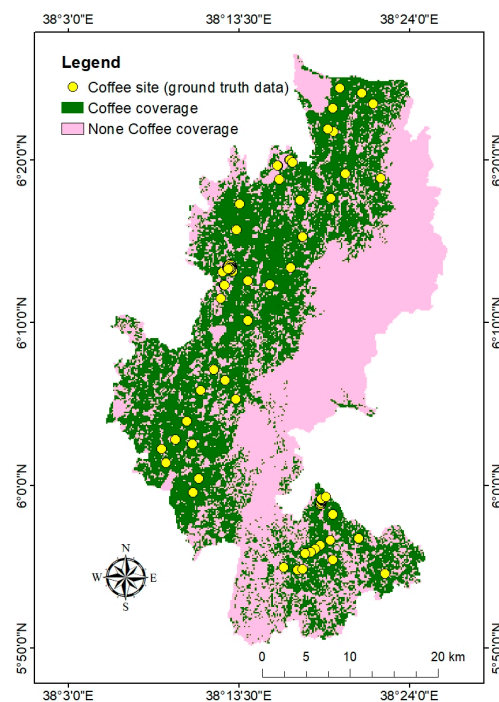 38°3'0"E 38°13'30"E 38°24'0"E
Legend
Coffee site (ground truth data)
Coffee coverage
None Coffee coverage
6°20'0"N 6°20'0"N
6°10'0"N 6°10'0"N
6°0'0"N 6°0'0"N
N
W E
S
5°50'0"N 5°50'0"N
0 5 10 20 km
38°3'0"E 38°13'30"E 38°24'0"E